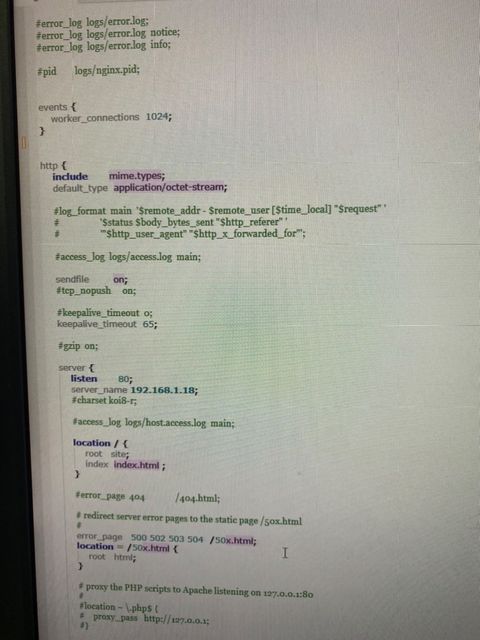 #error_log logs/error.log;
#error_log logs/error.log notice;
#error_log logs/error.log info;
#pid logs/nginx.pid;
events {
worker_connections 1024;
}
http {
include mime.types;
default_type application/octet-stream;
#log_format main '$remote_addr - $remote_user [$time_local] "$request" '
# '$status $body_bytes_sent "$http_referer" '
# '"$http_user_agent" "$http_x_forwarded_for"';
#access_log logs/access.log main;
sendfile on;
#tcp_nopush on;
#keepalive_timeout 0;
keepalive_timeout 65;
#gzip on;
server {
listen 80;
server_name 192.168.1.18;
#charset koi8-r;
#access_log logs/host.access.log main;
location / {
root site;
index index.html ;
}
#error_page 404 /404.html;
# redirect server error pages to the static page /50x.html
#
error_page 500 502 503 504 /50x.html;
location = /50x.html {
root html;
}
# proxy the PHP scripts to Apache listening on 127.0.0.1:80
#
#location ~ \.php$ {
# proxy_pass http://127.0.0.1;
#}